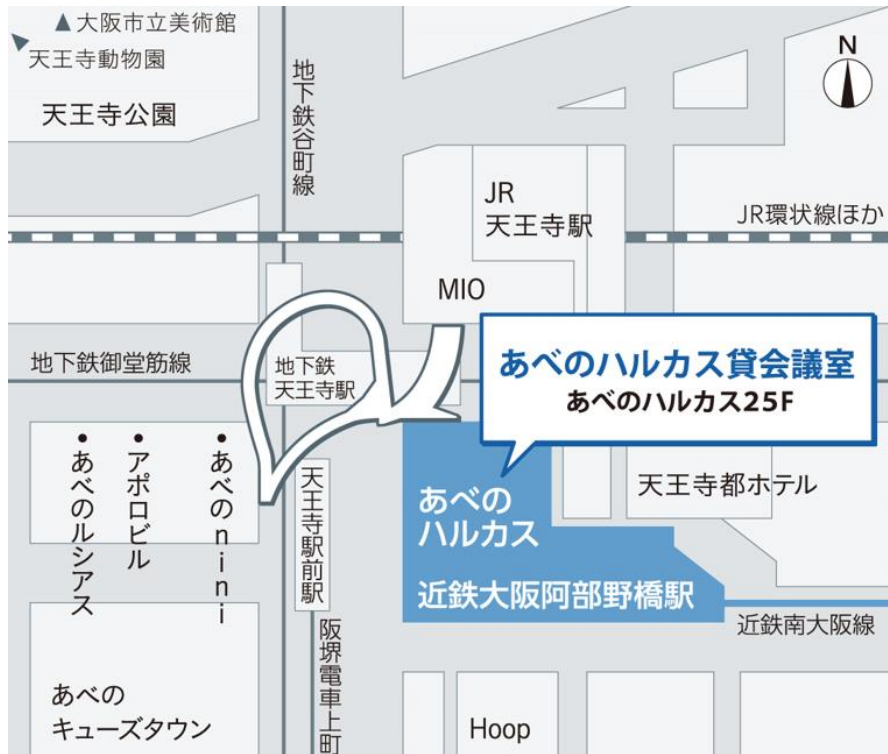 ▲大阪市立美術館
天王寺動物園
天王寺公園
地下鉄谷町線
N
JR
天王寺駅
JR環状線ほか
MIO
地下鉄御堂筋線
地下鉄
天王寺駅
あべのハルカス貸会議室
あべのハルカス25F
•あべのルシアス
•アポロビル
•あべのnini
天王寺駅前駅
あべの
ハルカス
天王寺都ホテル
近鉄大阪阿部野橋駅
近鉄南大阪線
阪堺電車上町
あべの
キューズタウン
Hoop